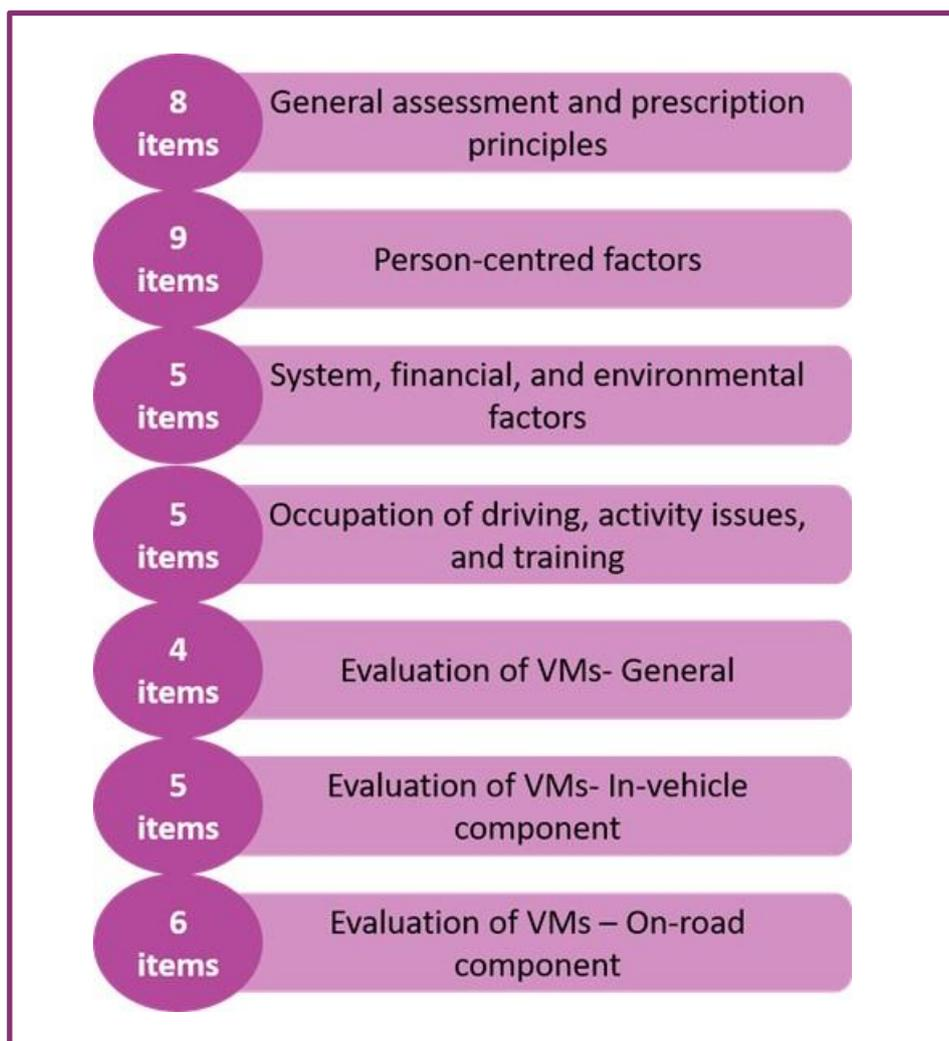 8
items
General assessment and prescription
principles
9
items
Person-centred factors
5
items
System, financial, and environmental
factors
5
items
Occupation of driving, activity issues,
and training
4
items
Evaluation of VMs- General
5
items
Evaluation of VMs- In-vehicle
component
6
items
Evaluation of VMs – On-road
component